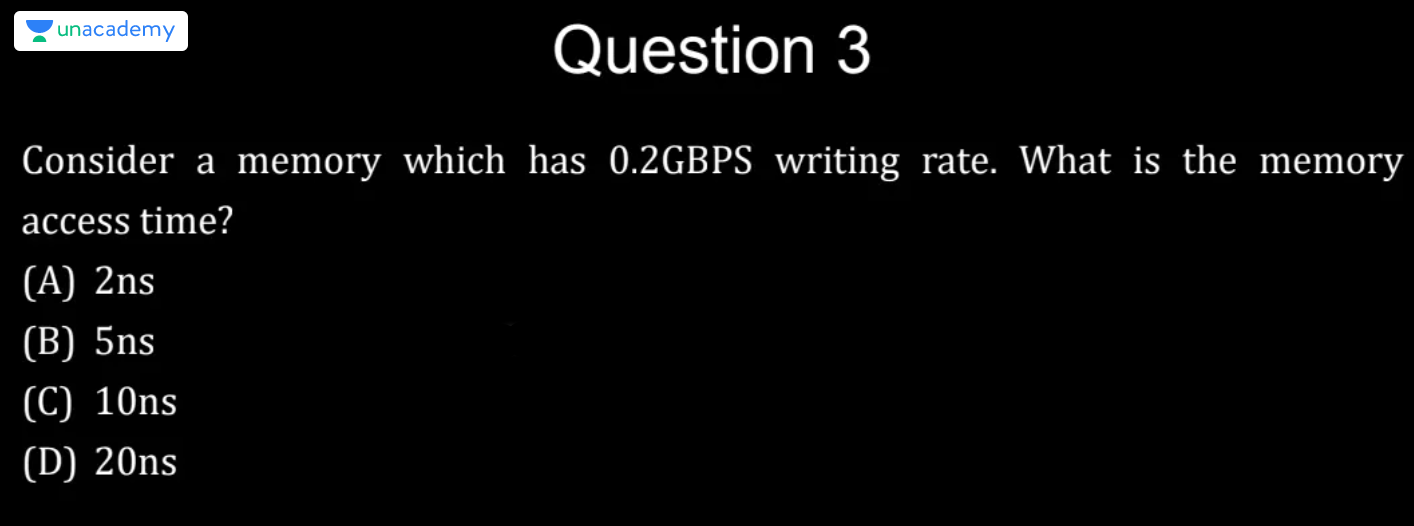 unacademy
Question 3
Consider a memory which has 0.2GBPS writing rate. What is the memory
access time?
(A) 2ns
(B) 5ns
(C) 10ns
(D) 20ns